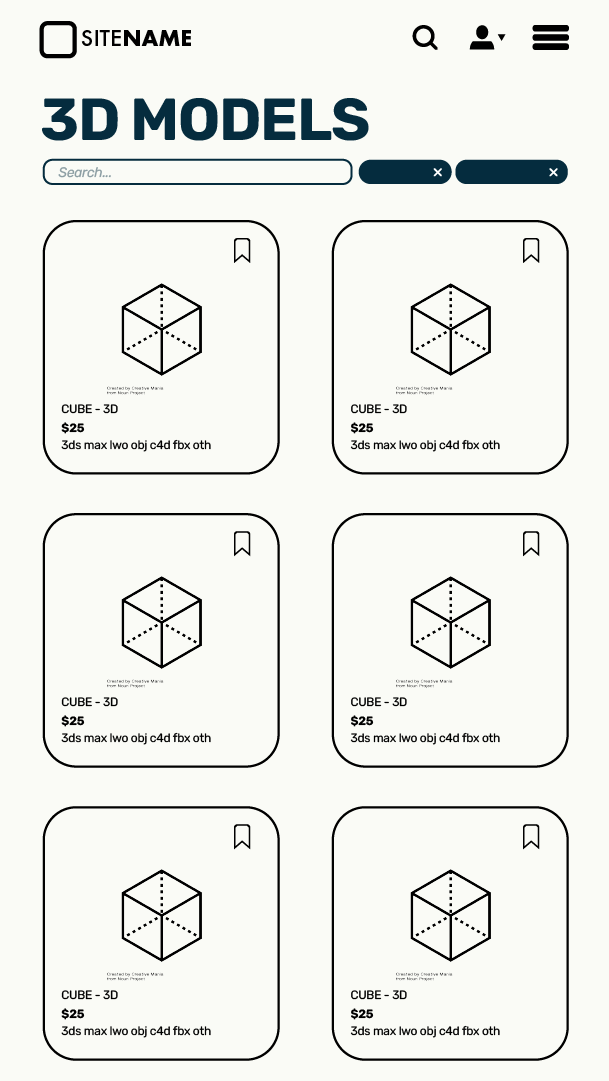 SITENAME
3D MODELS
Search...
Created by Creative Mania
from Noun Project
CUBE - 3D
$25
3ds max lwo obj c4d fbx oth
Created by Creative Mania
from Noun Project
CUBE - 3D
$25
3ds max lwo obj c4d fbx oth
Created by Creative Mania
from Noun Project
CUBE - 3D
$25
3ds max lwo obj c4d fbx oth
Created by Creative Mania
from Noun Project
CUBE - 3D
$25
3ds max lwo obj c4d fbx oth
Created by Creative Mania
from Noun Project
CUBE - 3D
$25
3ds max lwo obj c4d fbx oth
Created by Creative Mania
from Noun Project
CUBE - 3D
$25
3ds max lwo obj c4d fbx oth